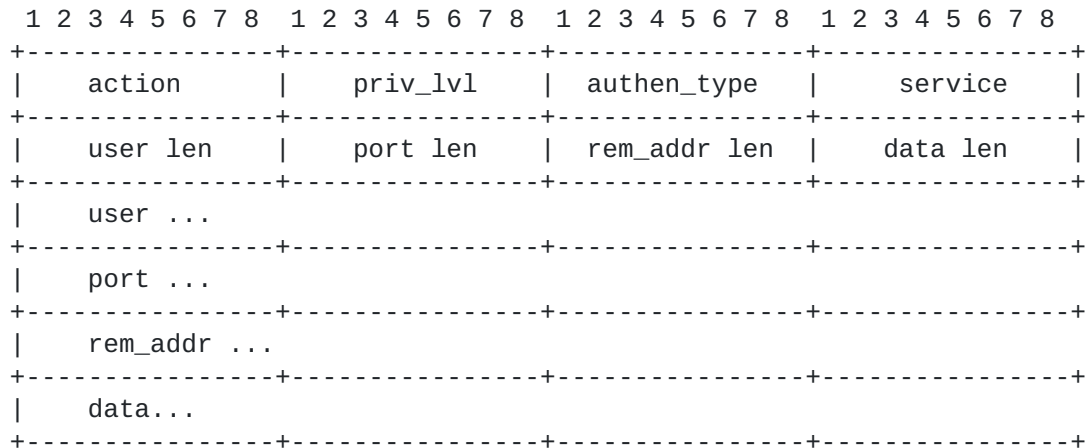 1 2 3 4 5 6 7 8  1 2 3 4 5 6 7 8  1 2 3 4 5 6 7 8  1 2 3 4 5 6 7 8
+----------------+----------------+----------------+----------------+
|    action      |    priv_lvl    |  authen_type   |     service    |
+----------------+----------------+----------------+----------------+
|    user len    |    port len    |  rem_addr len  |    data len    |
+----------------+----------------+----------------+----------------+
|    user ...
+----------------+----------------+----------------+----------------+
|    port ...
+----------------+----------------+----------------+----------------+
|    rem_addr ...
+----------------+----------------+----------------+----------------+
|    data...
+----------------+----------------+----------------+----------------+